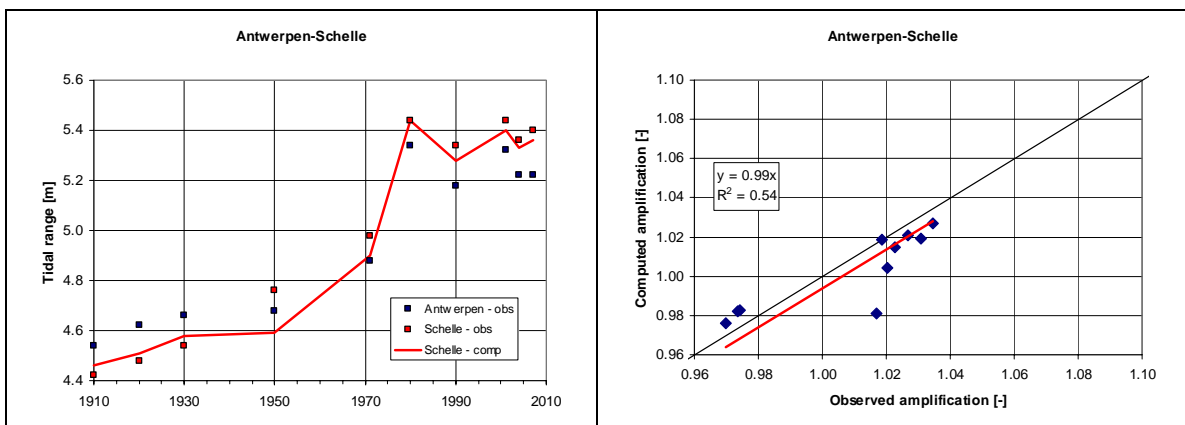 Antwerpen-Schelle
Tidal range [m]
5.6
5.4
5.2
5.0
4.8
4.6
4.4
1910
1930
1950
1970
1990
2010
Antwerpen - obs
Schelle - obs
Schelle - comp
Antwerpen-Schelle
Computed amplification [-]
1.10
1.08
1.06
1.04
1.02
1.00
0.98
0.96
y = 0.99x
R² = 0.54
0.96
0.98
1.00
1.02
1.04
1.06
1.08
1.10
Observed amplification [-]